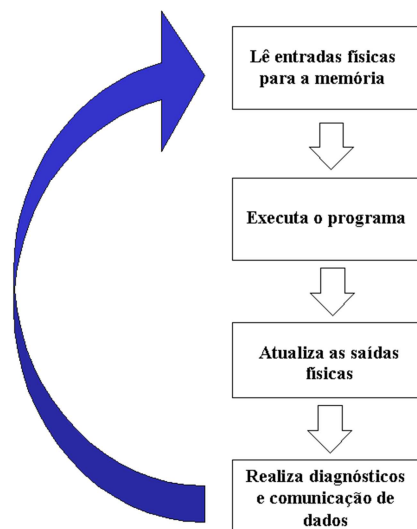 Lê entradas físicas
para a memória
Executa o programa
Atualiza as saídas
físicas
Realiza diagnósticos
e comunicação de
dados